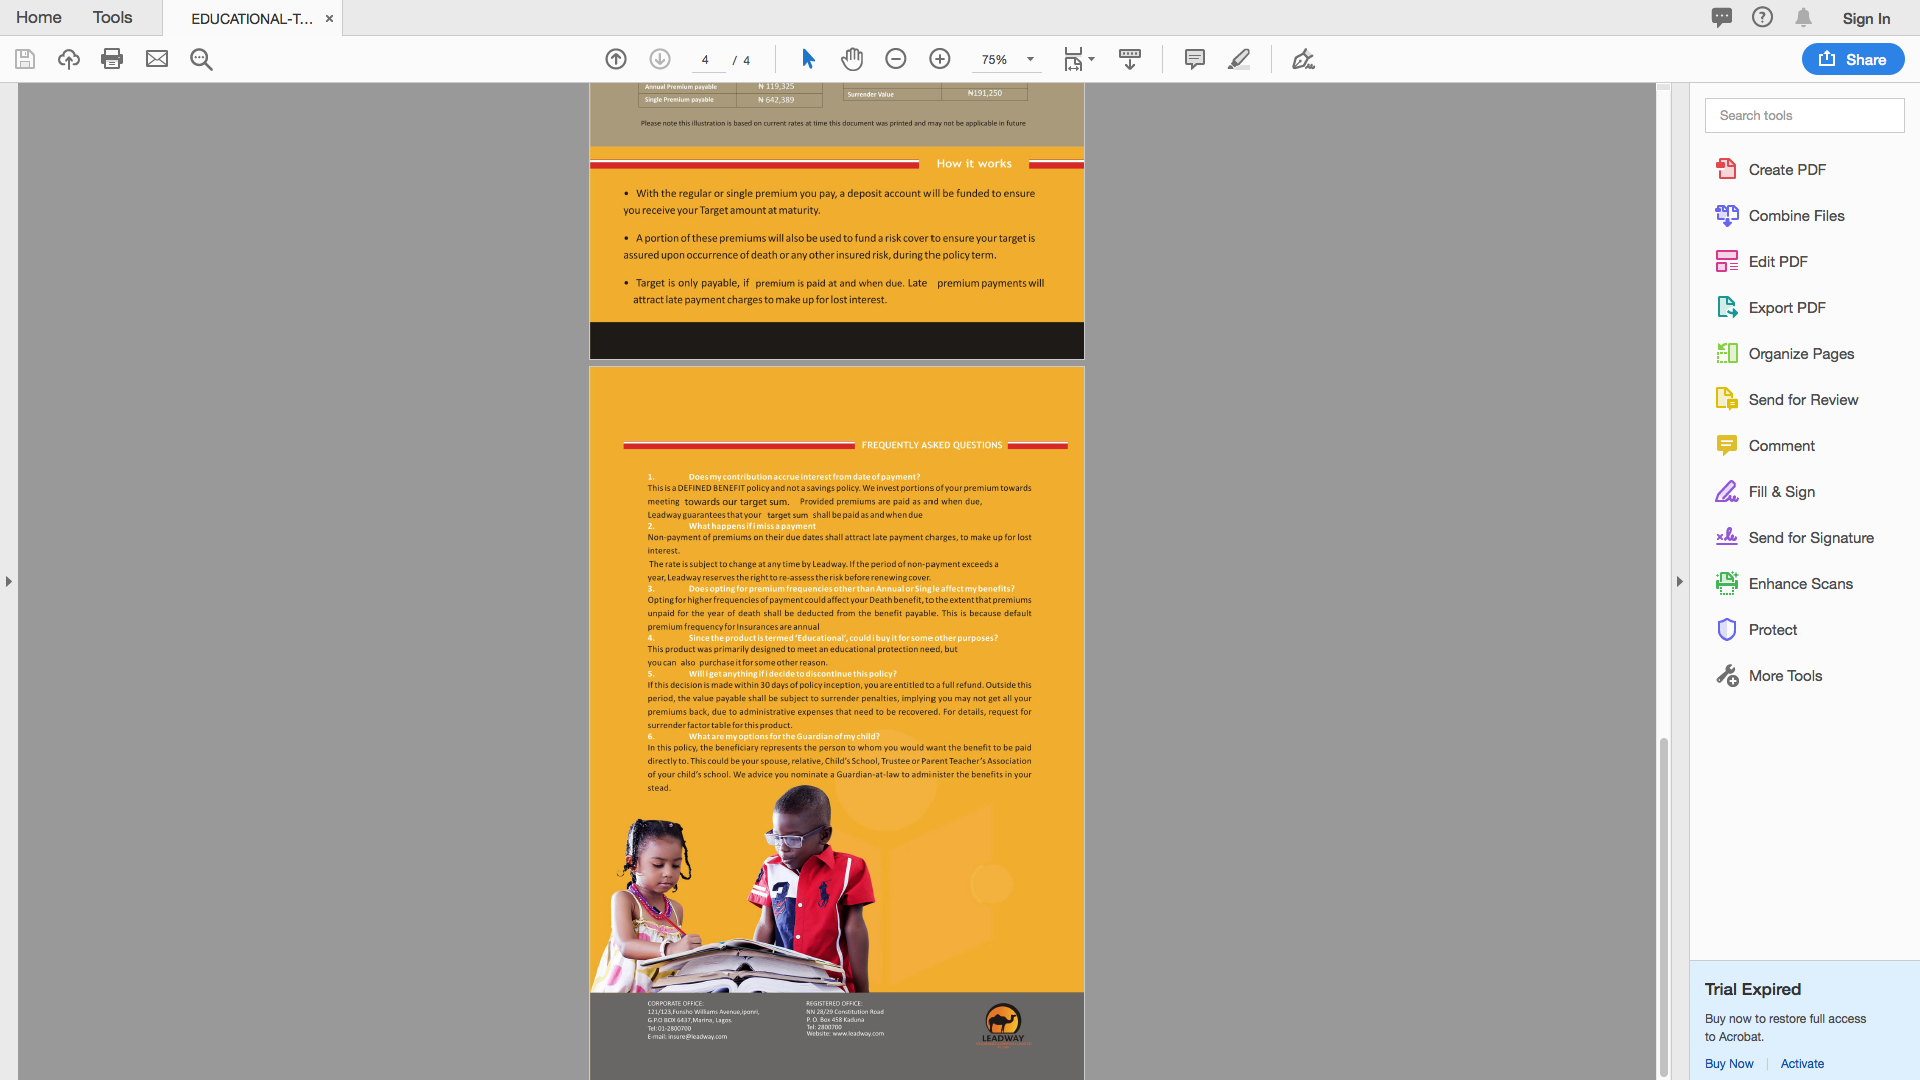 Home
Tools
EDUCATIONAL-T...
Sign In
4 / 4
75%
Share
Annual Premium payable
₦ 119,325
Single Premium payable
₦ 642,389
Surrender Value
₦191,250
Please note this illustration is based on current rates at time this document was printed and may not be applicable in future
How it works
• With the regular or single premium you pay, a deposit account will be funded to ensure
you receive your Target amount at maturity.
• A portion of these premiums will also be used to fund a risk cover to ensure your target is
assured upon occurrence of death or any other insured risk, during the policy term.
• Target is only payable, if premium is paid at and when due. Late premium payments will
attract late payment charges to make up for lost interest.
FREQUENTLY ASKED QUESTIONS
1. Does my contribution accrue interest from date of payment?
This is a DEFINED BENEFIT policy and not a savings policy. We invest portions of your premium towards
meeting towards our target sum. Provided premiums are paid as and when due,
Leadway guarantees that your target sum shall be paid as and when due
2. What happens if i miss a payment
Non-payment of premiums on their due dates shall attract late payment charges, to make up for lost
interest.
The rate is subject to change at any time by Leadway. If the period of non-payment exceeds a
year, Leadway reserves the right to re-assess the risk before renewing cover.
3. Does opting for premium frequencies other than Annual or Single affect my benefits?
Opting for higher frequencies of payment could affect your Death benefit, to the extent that premiums
unpaid for the year of death shall be deducted from the benefit payable. This is because default
premium frequency for Insurances are annual
4. Since the product is termed 'Educational', could i buy it for some other purposes?
This product was primarily designed to meet an educational protection need, but
you can also purchase it for some other reason.
5. Will i get anything if i decide to discontinue this policy?
If this decision is made within 30 days of policy inception, you are entitled to a full refund. Outside this
period, the value payable shall be subject to surrender penalties, implying you may not get all your
premiums back, due to administrative expenses that need to be recovered. For details, request for
surrender factor table for this product.
6. What are my options for the Guardian of my child?
In this policy, the beneficiary represents the person to whom you would want the benefit to be paid
directly to. This could be your spouse, relative, Child's School, Trustee or Parent Teacher's Association
of your child's school. We advice you nominate a Guardian-at-law to administer the benefits in your
stead.
3
CORPORATE OFFICE:
121/123,Funsho Williams Avenue,iponri,
G.P.O BOX 6437,Marina, Lagos.
Tel:01-2800700
E-mail: insure@leadway.com
REGISTERED OFFICE:
NN 28/29 Constitution Road
P. O. Box 458 Kaduna
Tel: 2800700
Website: www.leadway.com
LEADWAY
Search tools
Create PDF
Combine Files
Edit PDF
Export PDF
Organize Pages
Send for Review
Comment
Fill & Sign
Send for Signature
Enhance Scans
Protect
More Tools
Trial Expired
Buy now to restore full access
to Acrobat.
Buy Now
Activate